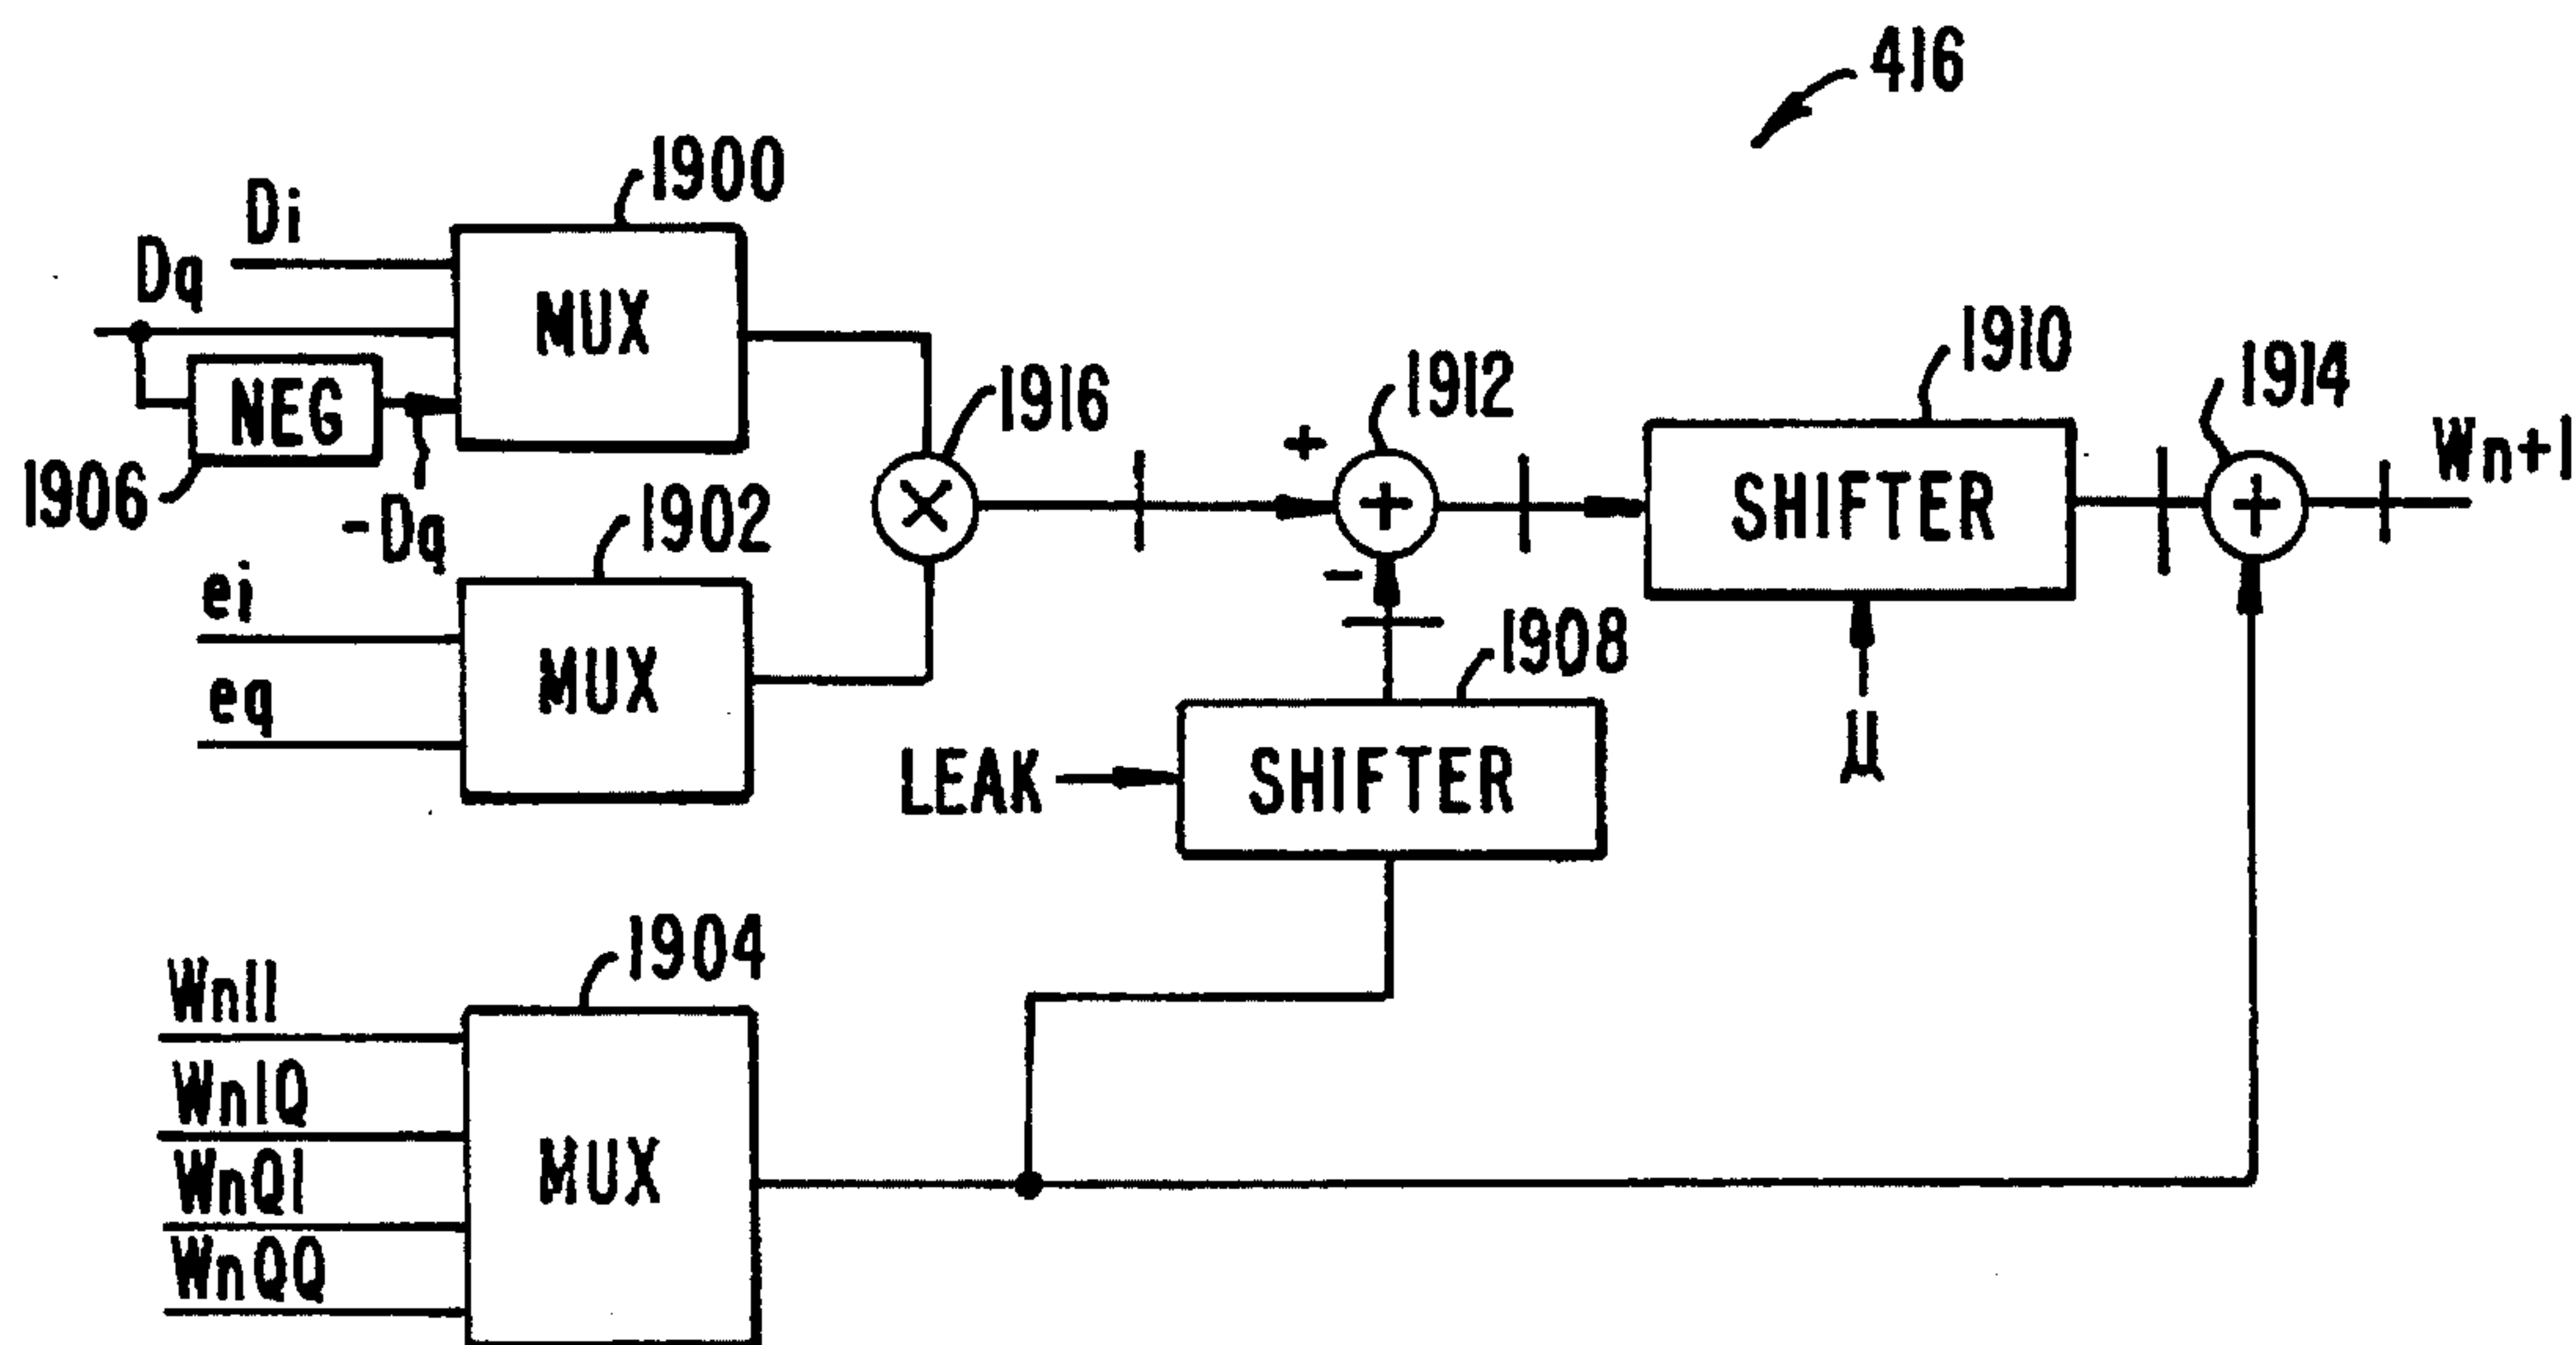 416
1900
Di
Dq
MUX
NEG
1906
-Dq
1916
1912
+
+
-
1910
SHIFTER
μ
1914
+
Wn+1
1902
ei
eq
MUX
X
LEAK
1908
SHIFTER
1904
WnII
WnIQ
WnQI
WnQQ
MUX